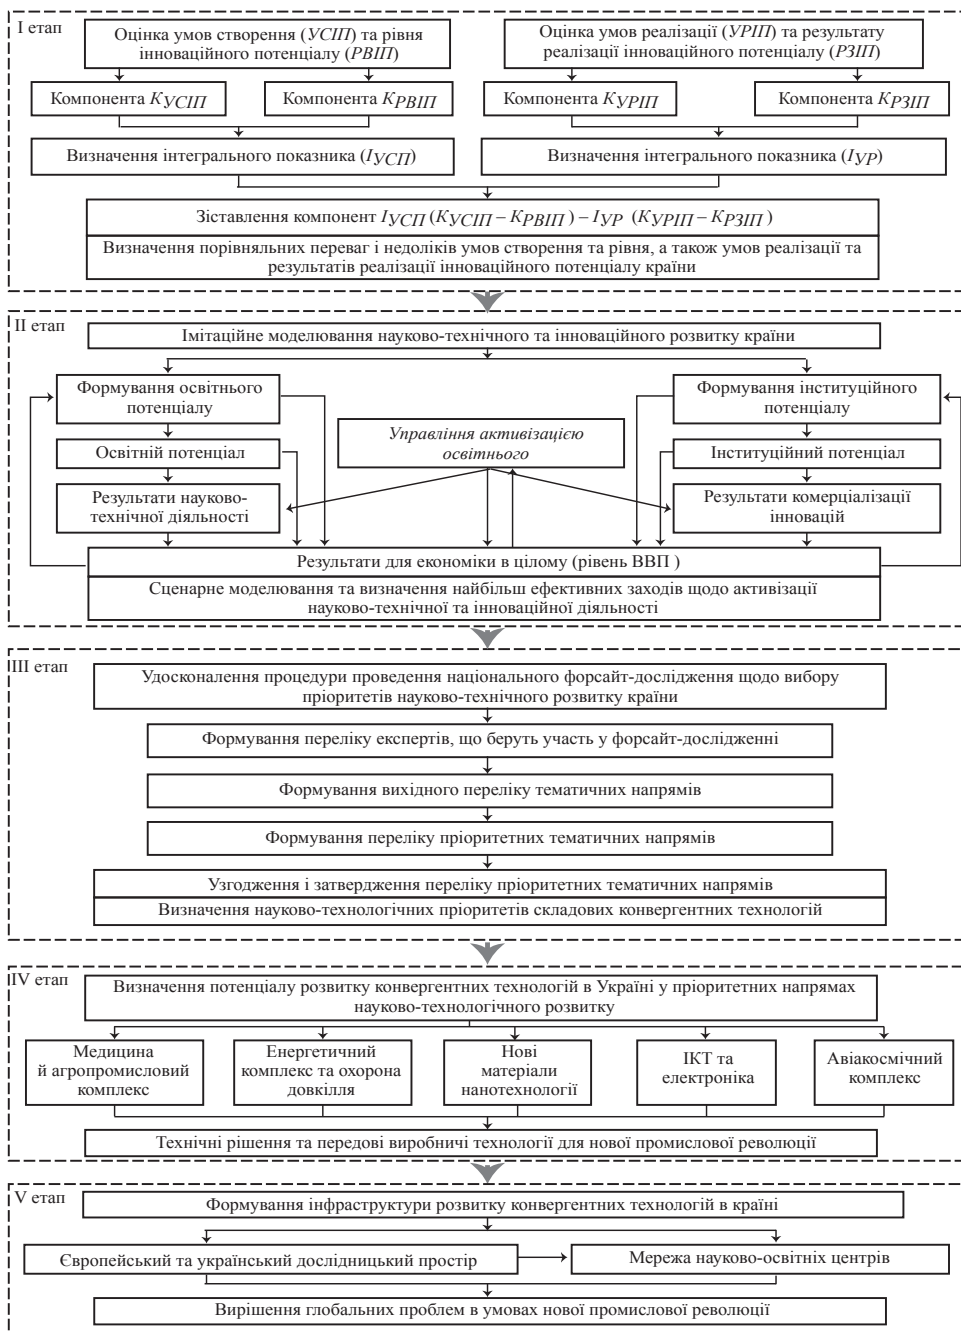 I етап
Оцінка умов створення (УСІП) та рівня
інноваційного потенціалу (РВІП)
Оцінка умов реалізації (УРІП) та результату
реалізації інноваційного потенціалу (РЗІП)
Компонента KУСІП
Компонента KРВІП
Компонента KУРІП
Компонента KРЗІП
Визначення інтегрального показника (IУСП)
Визначення інтегрального показника (IУР)
Зіставлення компонент IУСП (KУСІП – KРВІП) – IУР (KУРІП – KРЗІП)
Визначення порівняльних переваг і недоліків умов створення та рівня, а також умов реалізації та
результатів реалізації інноваційного потенціалу країни
II етап
Імітаційне моделювання науково-технічного та інноваційного розвитку країни
Формування освітнього
потенціалу
Формування інституційного
потенціалу
Управління активізацією
освітнього
Освітній потенціал
Інституційний потенціал
Результати науково-
технічної діяльності
Результати комерціалізації
інновацій
Результати для економіки в цілому (рівень ВВП )
Сценарне моделювання та визначення найбільш ефективних заходів щодо активізації
науково-технічної та інноваційної діяльності
III етап
Удосконалення процедури проведення національного форсайт-дослідження щодо вибору
пріоритетів науково-технічного розвитку країни
Формування переліку експертів, що беруть участь у форсайт-дослідженні
Формування вихідного переліку тематичних напрямів
Формування переліку пріоритетних тематичних напрямів
Узгодження і затвердження переліку пріоритетних тематичних напрямів
Визначення науково-технологічних пріоритетів складових конвергентних технологій
IV етап
Визначення потенціалу розвитку конвергентних технологій в Україні у пріоритетних напрямах
науково-технологічного розвитку
Медицина
й агропромисловий
комплекс
Енергетичний
комплекс та охорона
довкілля
Нові
матеріали
нанотехнології
ІКТ та
електроніка
Авіакосмічний
комплекс
Технічні рішення та передові виробничі технології для нової промислової революції
V етап
Формування інфраструктури розвитку конвергентних технологій в країні
Європейський та український дослідницький простір
Мережа науково-освітніх центрів
Вирішення глобальних проблем в умовах нової промислової революції